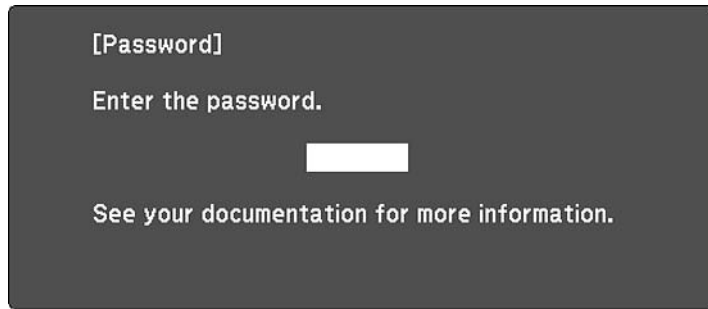 [Password]
Enter the password.
See your documentation for more information.